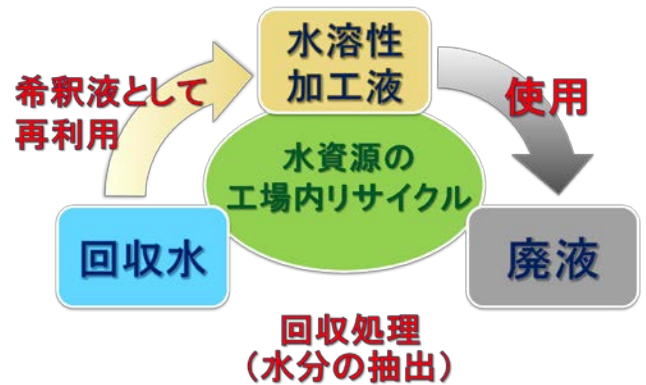 水溶性
加工液
希釈液として
再利用
使用
水資源の
工場内リサイクル
回収水
廃液
回収処理
（水分の抽出）